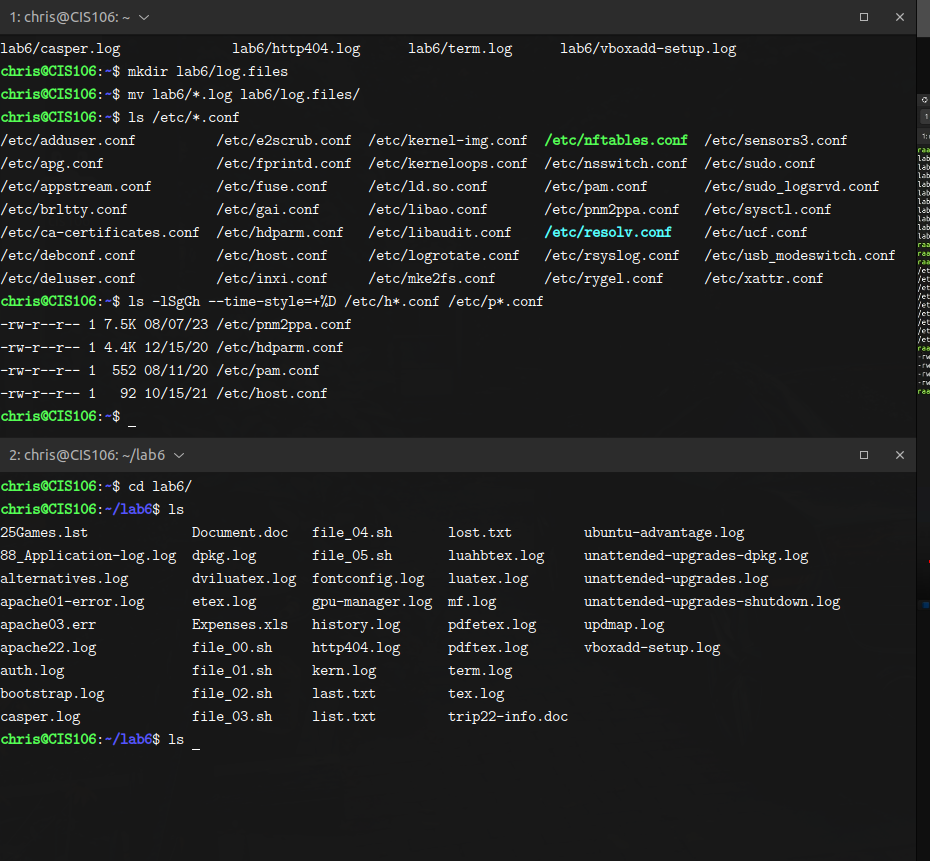 1: chris@CIS106: ~
lab6/casper.log lab6/http404.log lab6/term.log lab6/vboxadd-setup.log
chris@CIS106:~$ mkdir lab6/log.files
chris@CIS106:~$ mv lab6/*.log lab6/log.files/
chris@CIS106:~$ ls /etc/*.conf
/etc/adduser.conf /etc/e2scrub.conf /etc/kernel-img.conf /etc/nftables.conf /etc/sensors3.conf
/etc/apg.conf /etc/fprintd.conf /etc/kerneloops.conf /etc/nsswitch.conf /etc/sudo.conf
/etc/appstream.conf /etc/fuse.conf /etc/ld.so.conf /etc/pam.conf /etc/sudo_logsrvd.conf
/etc/brltty.conf /etc/gai.conf /etc/libao.conf /etc/pnm2ppa.conf /etc/sysctl.conf
/etc/ca-certificates.conf /etc/hdparm.conf /etc/libaudit.conf /etc/resolv.conf /etc/ucf.conf
/etc/debconf.conf /etc/host.conf /etc/logrotate.conf /etc/rsyslog.conf /etc/usb_modeswitch.conf
/etc/deluser.conf /etc/inxi.conf /etc/mke2fs.conf /etc/rygel.conf /etc/xattr.conf
chris@CIS106:~$ ls -lSgGh --time-style=+%D /etc/h*.conf /etc/p*.conf
-rw-r--r-- 1 7.5K 08/07/23 /etc/pnm2ppa.conf
-rw-r--r-- 1 4.4K 12/15/20 /etc/hdparm.conf
-rw-r--r-- 1 552 08/11/20 /etc/pam.conf
-rw-r--r-- 1 92 10/15/21 /etc/host.conf
chris@CIS106:~$ _
2: chris@CIS106: ~/lab6
chris@CIS106:~$ cd lab6/
chris@CIS106:~/lab6$ ls
25Games.lst Document.doc file_04.sh lost.txt ubuntu-advantage.log
88_Application-log.log dpkg.log file_05.sh luahbtex.log unattended-upgrades-dpkg.log
alternatives.log dviluatex.log fontconfig.log luatex.log unattended-upgrades.log
apache01-error.log etex.log gpu-manager.log mf.log unattended-upgrades-shutdown.log
apache03.err Expenses.xls history.log pdfetex.log updmap.log
apache22.log file_00.sh http404.log pdftex.log vboxadd-setup.log
auth.log file_01.sh kern.log term.log
bootstrap.log file_02.sh last.txt tex.log
casper.log file_03.sh list.txt trip22-info.doc
chris@CIS106:~/lab6$ ls _